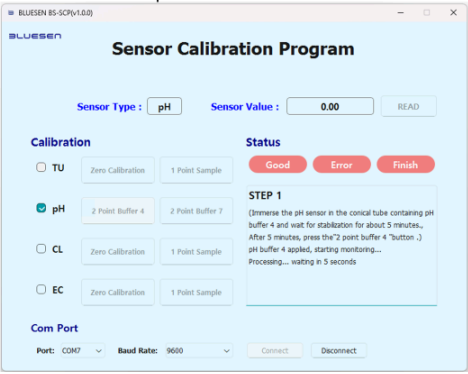 BLUESEN BS-SCP(v1.0.0)
BLUESEN
Sensor Calibration Program
Sensor Type : pH Sensor Value : 0.00 READ
Calibration
TU Zero Calibration 1 Point Sample
pH 2 Point Buffer 4 2 Point Buffer 7
CL Zero Calibration 1 Point Sample
EC Zero Calibration 1 Point Sample
Status
Good Error Finish
STEP 1
(Immerse the pH sensor in the conical tube containing pH
buffer 4 and wait for stabilization for about 5 minutes.,
After 5 minutes, press the"2 point buffer 4 "button .)
pH buffer 4 appled, starting monitoring...
Processing... waiting in 5 seconds
Com Port
Port: COM7 Baud Rate: 9600 Connect Disconnect